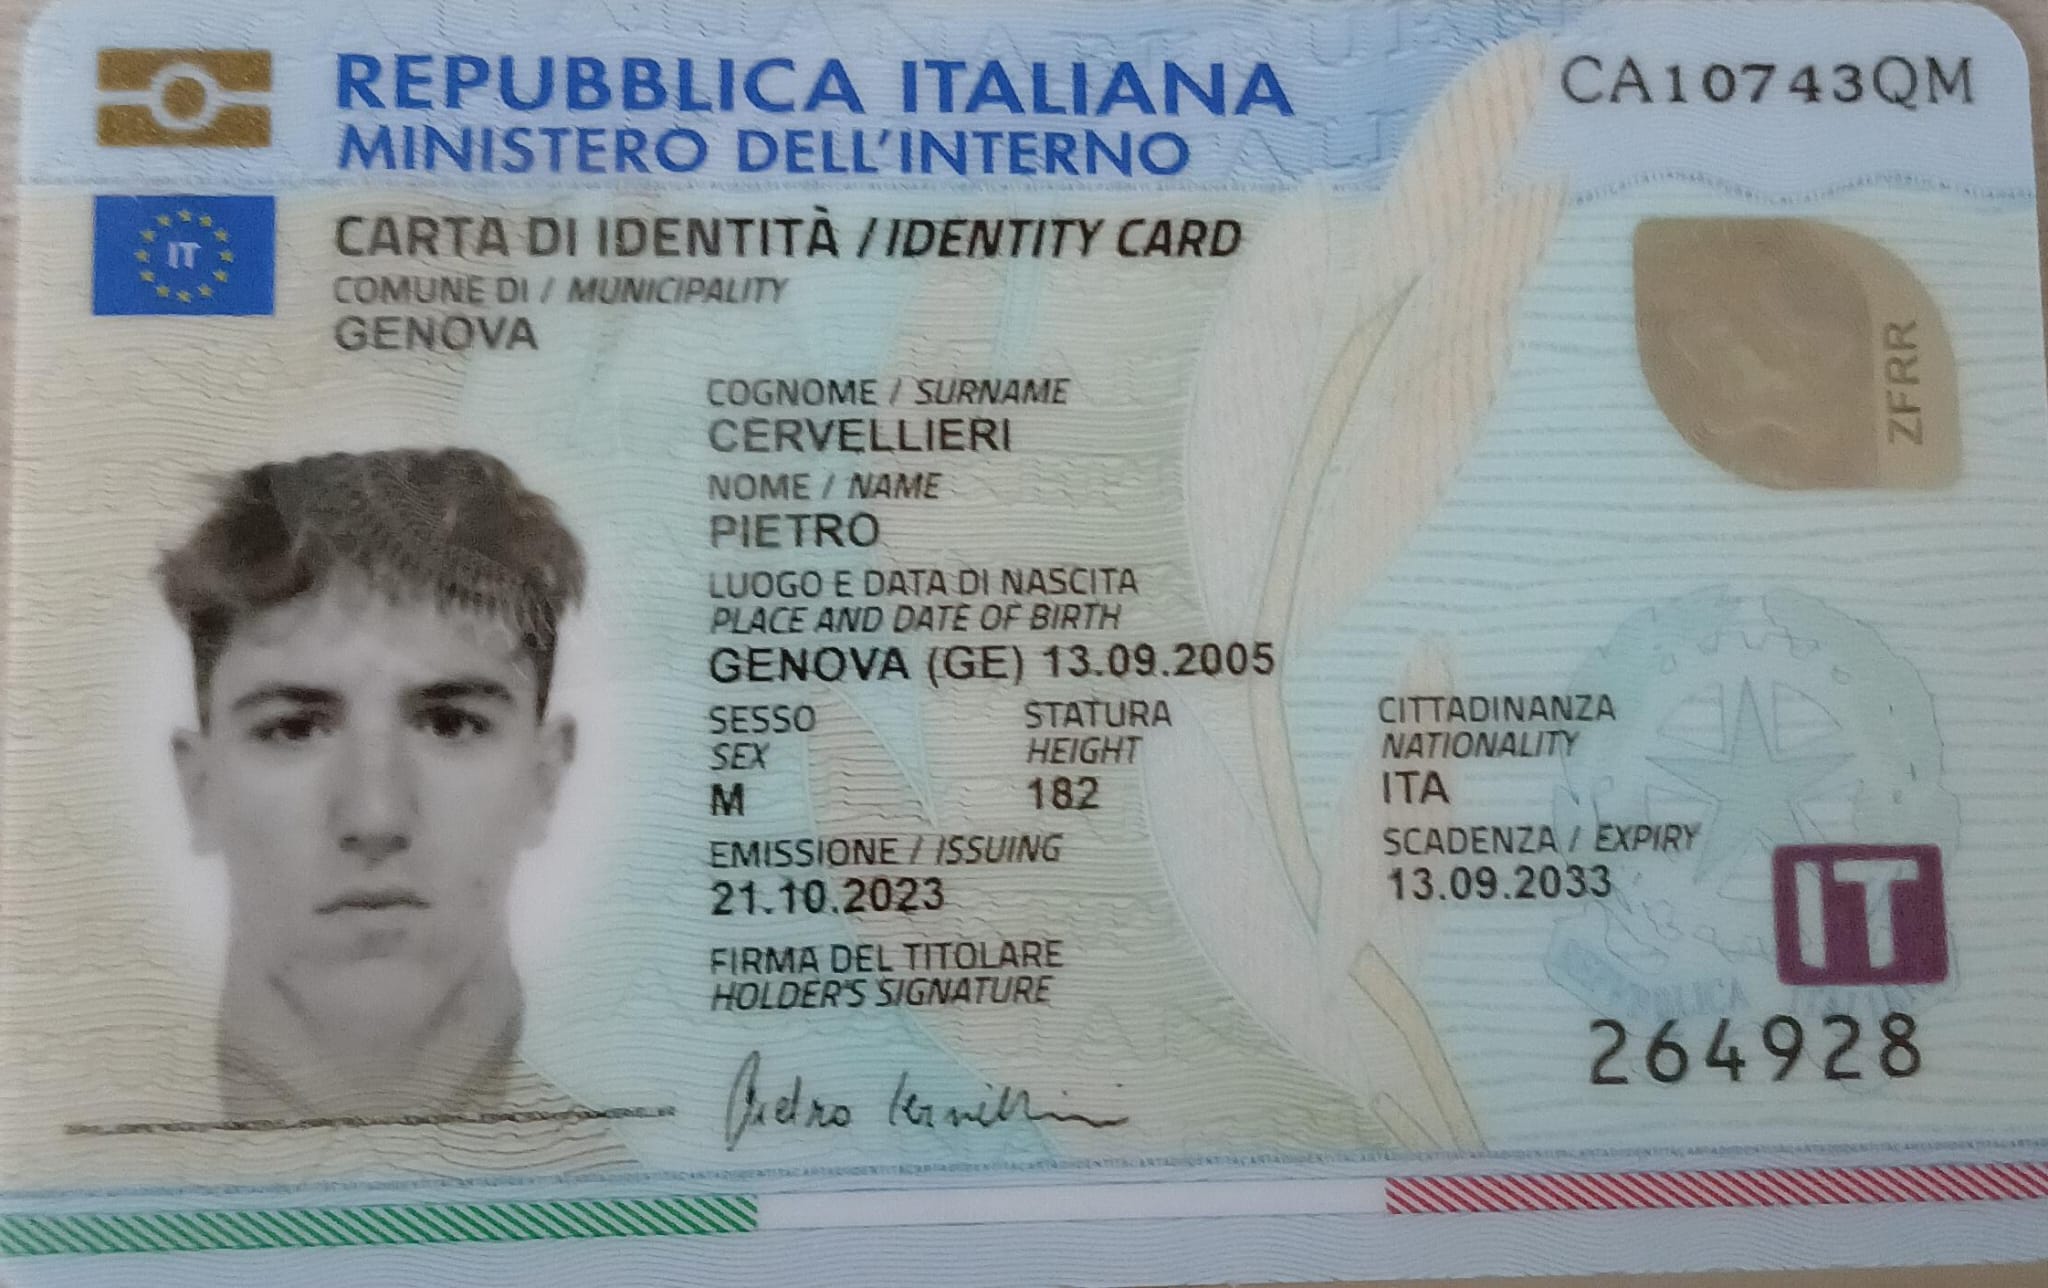 REPUBBLICA ITALIANA
CA10743QM
MINISTERO DELL'INTERNO
IT
CARTA DI IDENTITÀ / IDENTITY CARD
COMUNE DI / MUNICIPALITY
GENOVA
ZFRR
COGNOME / SURNAME
CERVELLIERI
NOME / NAME
PIETRO
LUOGO E DATA DI NASCITA
PLACE AND DATE OF BIRTH
GENOVA (GE) 13.09.2005
SESSO STATURA CITTADINANZA
SEX HEIGHT NATIONALITY
M 182 ITA
EMISSIONE / ISSUING SCADENZA / EXPIRY
21.10.2023 13.09.2033
IT
FIRMA DEL TITOLARE
HOLDER'S SIGNATURE
264928
Pietro Cervellieri